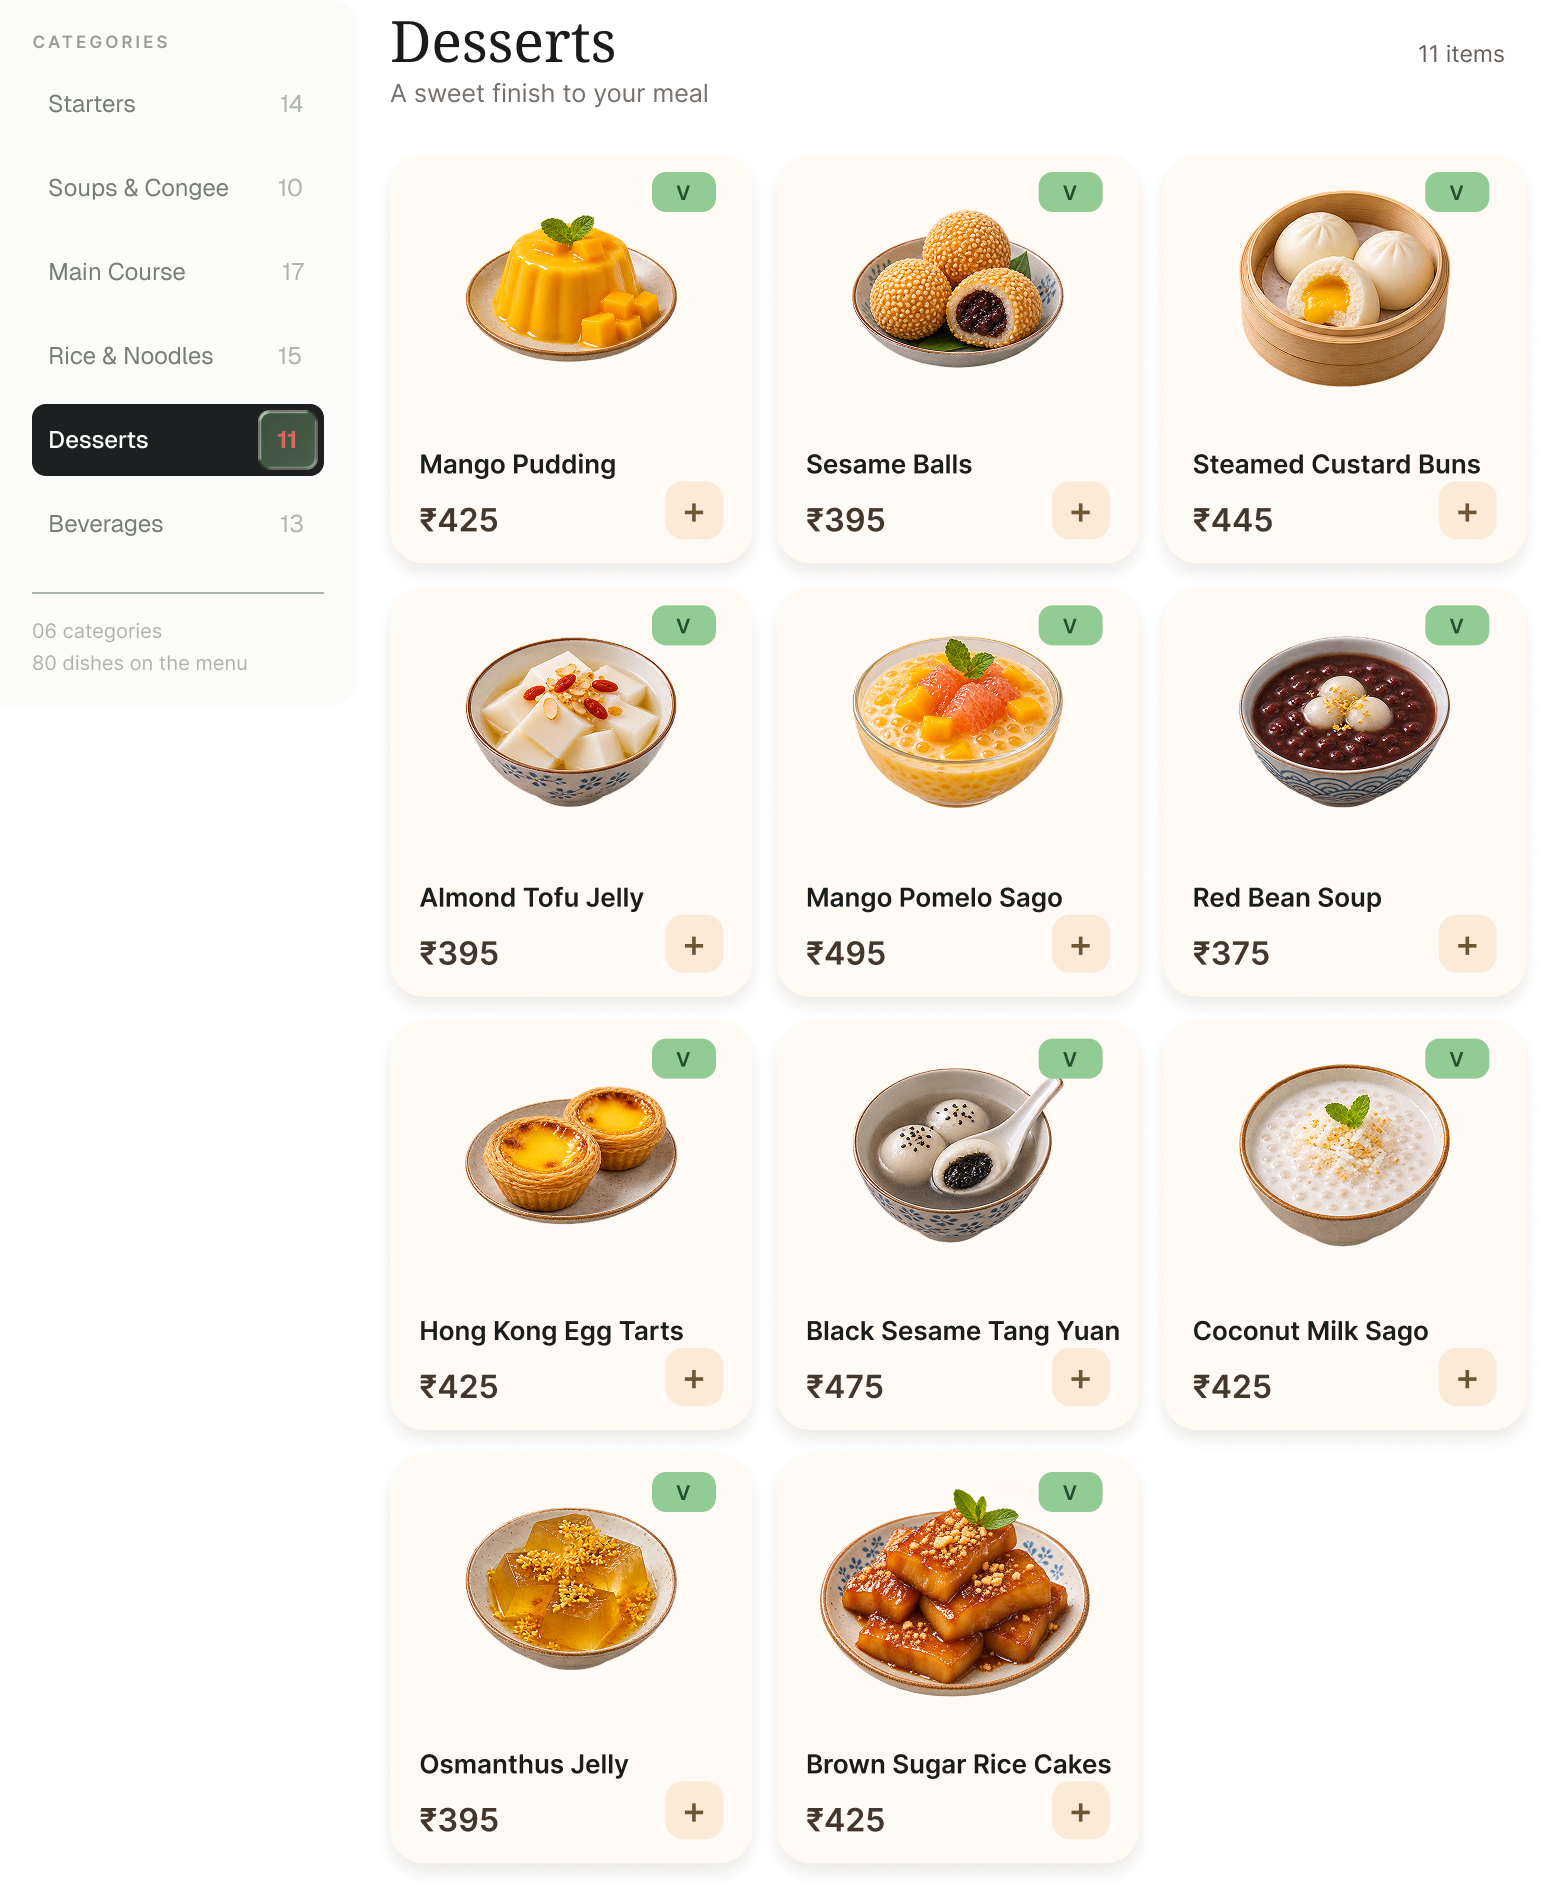 CATEGORIES
Starters 14
Soups & Congee 10
Main Course 17
Rice & Noodles 15
Desserts 11
Beverages 13
06 categories
80 dishes on the menu
Desserts
11 items
A sweet finish to your meal
V
Mango Pudding
₹425
+
V
Sesame Balls
₹395
+
V
Steamed Custard Buns
₹445
+
V
Almond Tofu Jelly
₹395
+
V
Mango Pomelo Sago
₹495
+
V
Red Bean Soup
₹375
+
V
Hong Kong Egg Tarts
₹425
+
V
Black Sesame Tang Yuan
₹475
+
V
Coconut Milk Sago
₹425
+
V
Osmanthus Jelly
₹395
+
V
Brown Sugar Rice Cakes
₹425
+